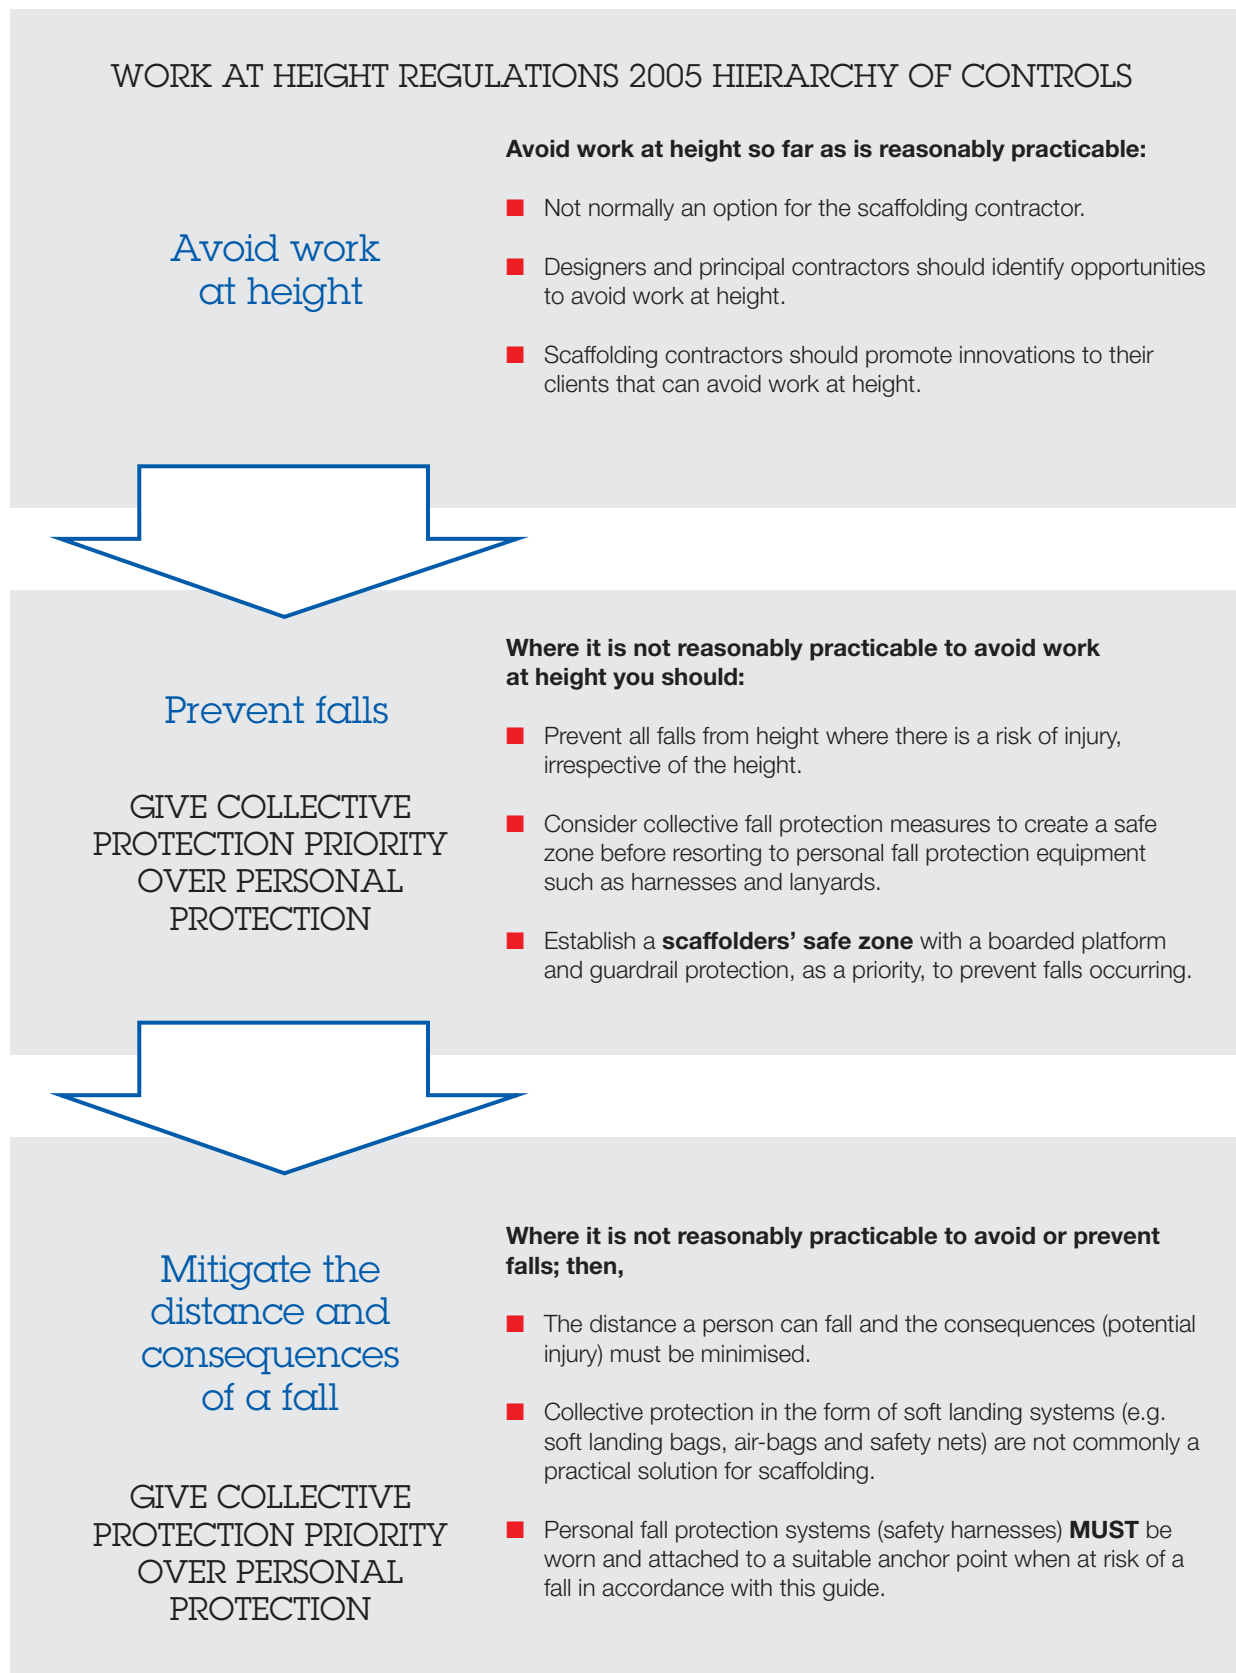 WORK AT HEIGHT REGULATIONS 2005 HIERARCHY OF CONTROLS
Avoid work
at height
Avoid work at height so far as is reasonably practicable:
■ Not normally an option for the scaffolding contractor.
■ Designers and principal contractors should identify opportunities
to avoid work at height.
■ Scaffolding contractors should promote innovations to their
clients that can avoid work at height.
Prevent falls
GIVE COLLECTIVE
PROTECTION PRIORITY
OVER PERSONAL
PROTECTION
Where it is not reasonably practicable to avoid work
at height you should:
■ Prevent all falls from height where there is a risk of injury,
irrespective of the height.
■ Consider collective fall protection measures to create a safe
zone before resorting to personal fall protection equipment
such as harnesses and lanyards.
■ Establish a scaffolders’ safe zone with a boarded platform
and guardrail protection, as a priority, to prevent falls occurring.
Mitigate the
distance and
consequences
of a fall
GIVE COLLECTIVE
PROTECTION PRIORITY
OVER PERSONAL
PROTECTION
Where it is not reasonably practicable to avoid or prevent
falls; then,
■ The distance a person can fall and the consequences (potential
injury) must be minimised.
■ Collective protection in the form of soft landing systems (e.g.
soft landing bags, air-bags and safety nets) are not commonly a
practical solution for scaffolding.
■ Personal fall protection systems (safety harnesses) MUST be
worn and attached to a suitable anchor point when at risk of a
fall in accordance with this guide.